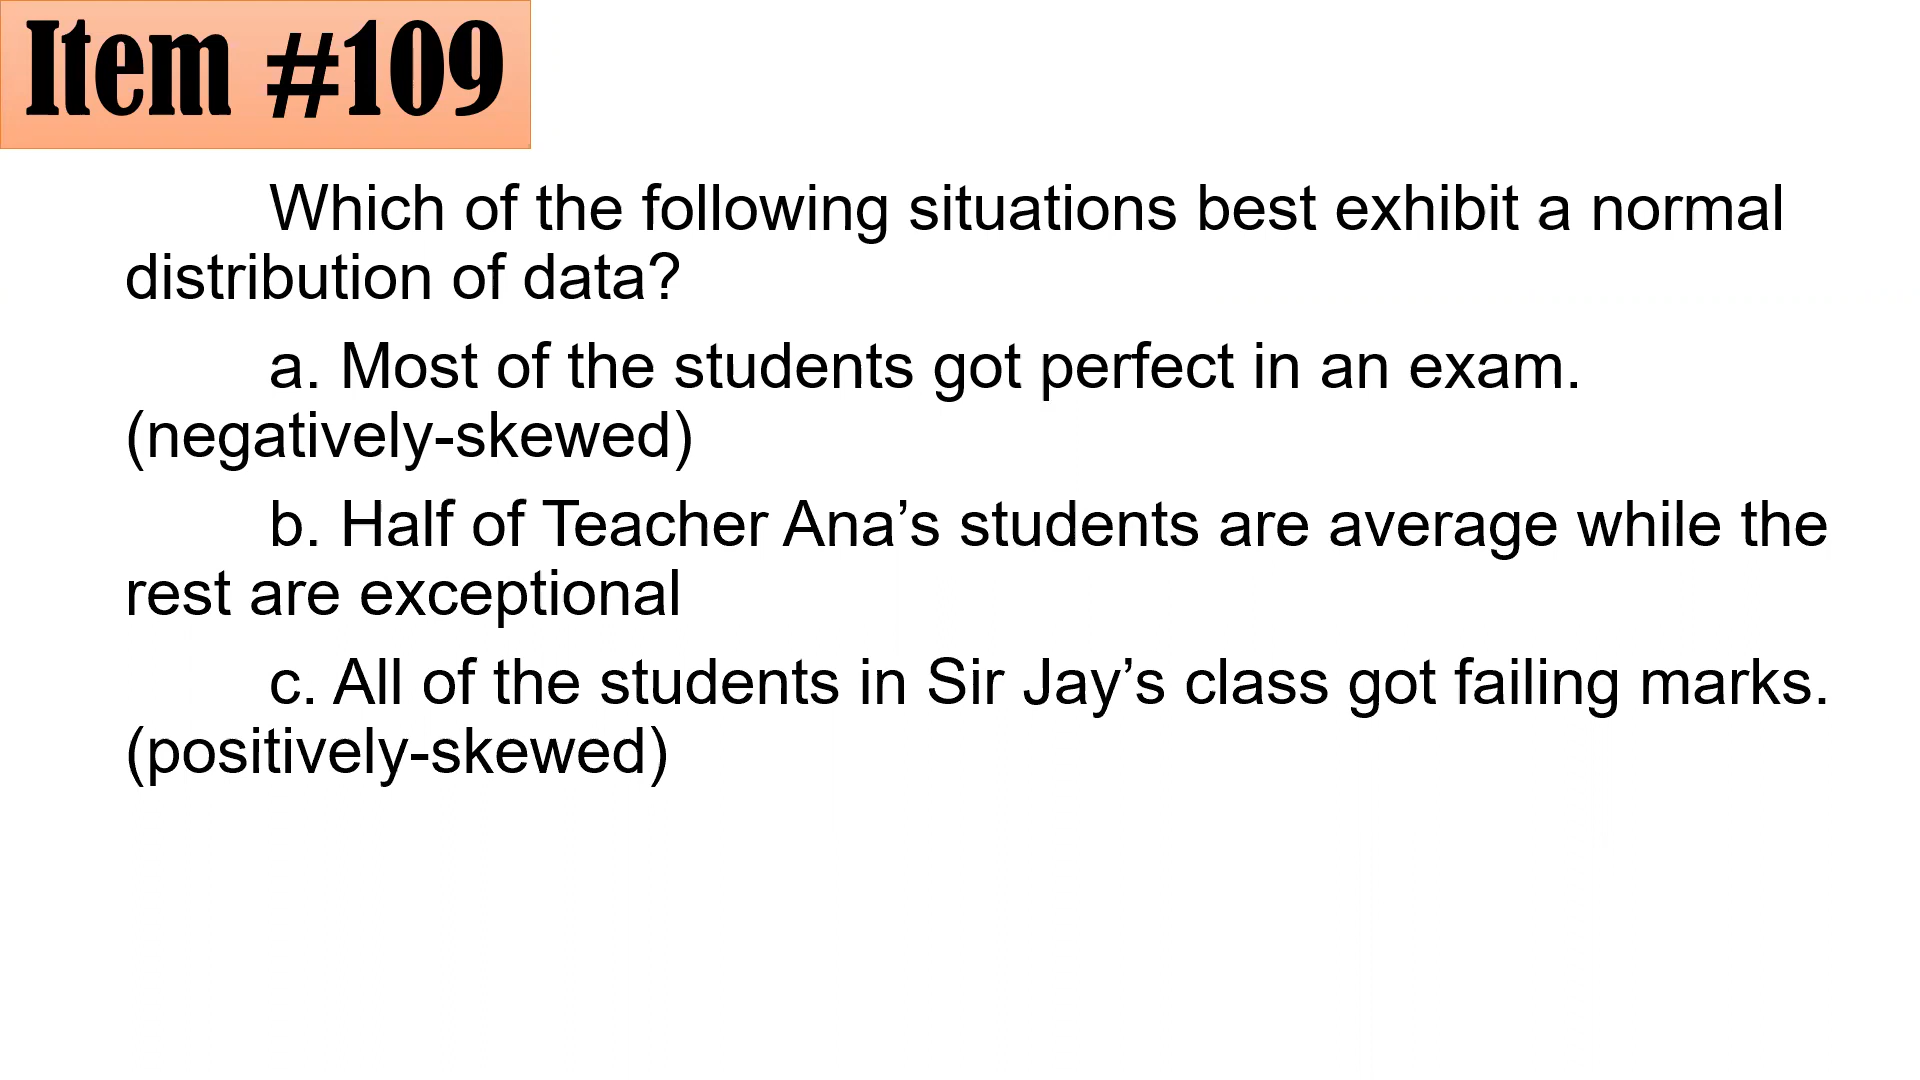 Item #109
Which of the following situations best exhibit a normal
distribution of data?
a. Most of the students got perfect in an exam.
(negatively-skewed)
b. Half of Teacher Ana’s students are average while the
rest are exceptional
c. All of the students in Sir Jay’s class got failing marks.
(positively-skewed)